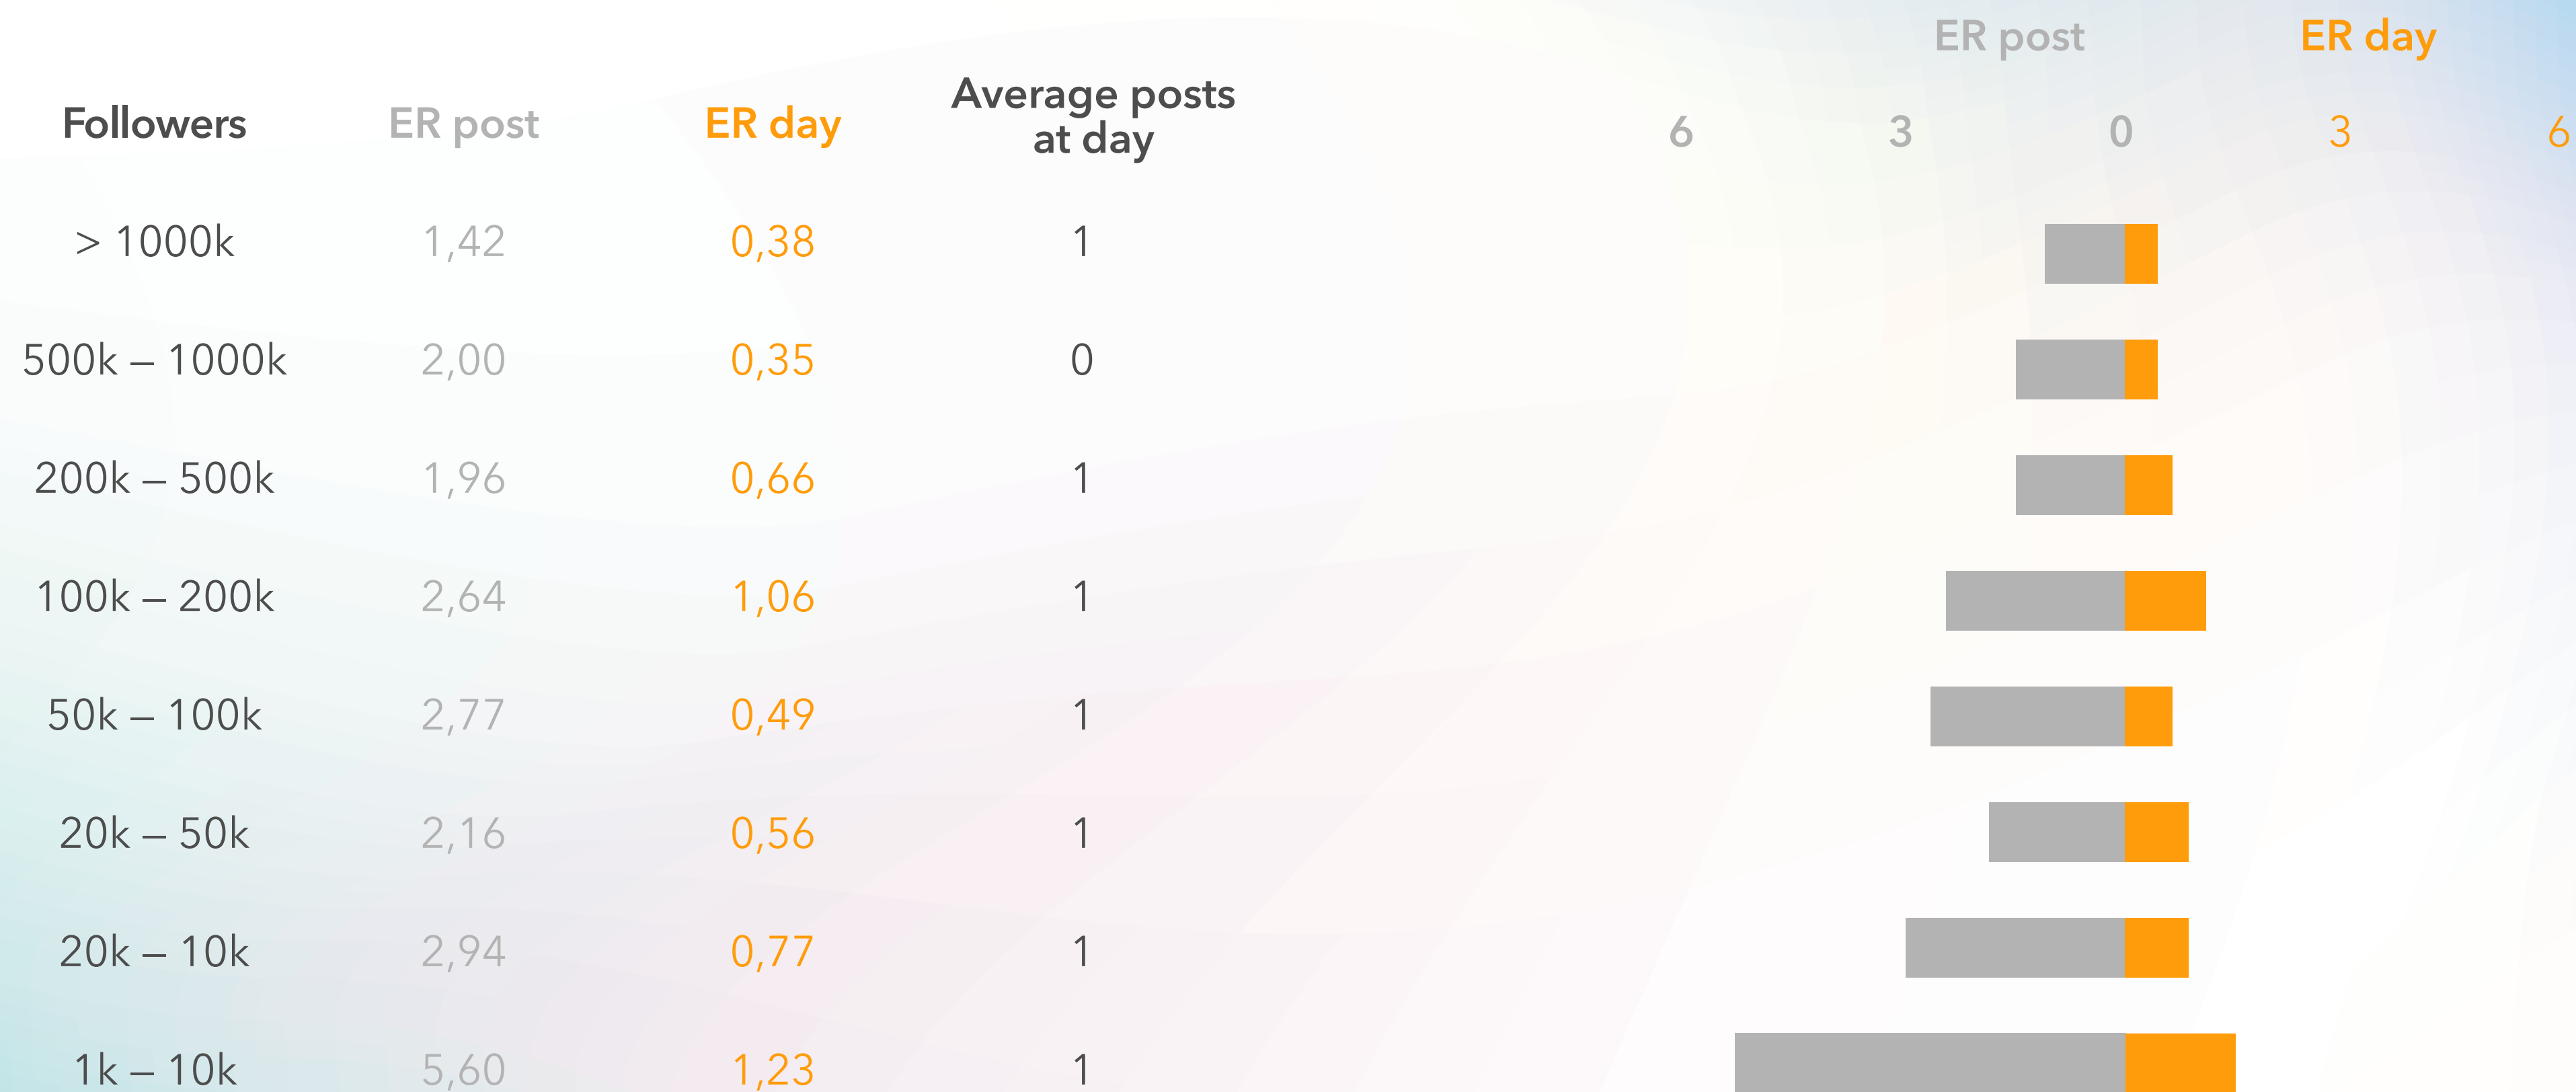 ER post ER day
Followers ER post ER day Average posts
at day
6 3 0 3 6
> 1000k 1,42 0,38 1
500k – 1000k 2,00 0,35 0
200k – 500k 1,96 0,66 1
100k – 200k 2,64 1,06 1
50k – 100k 2,77 0,49 1
20k – 50k 2,16 0,56 1
20k – 10k 2,94 0,77 1
1k – 10k 5,60 1,23 1